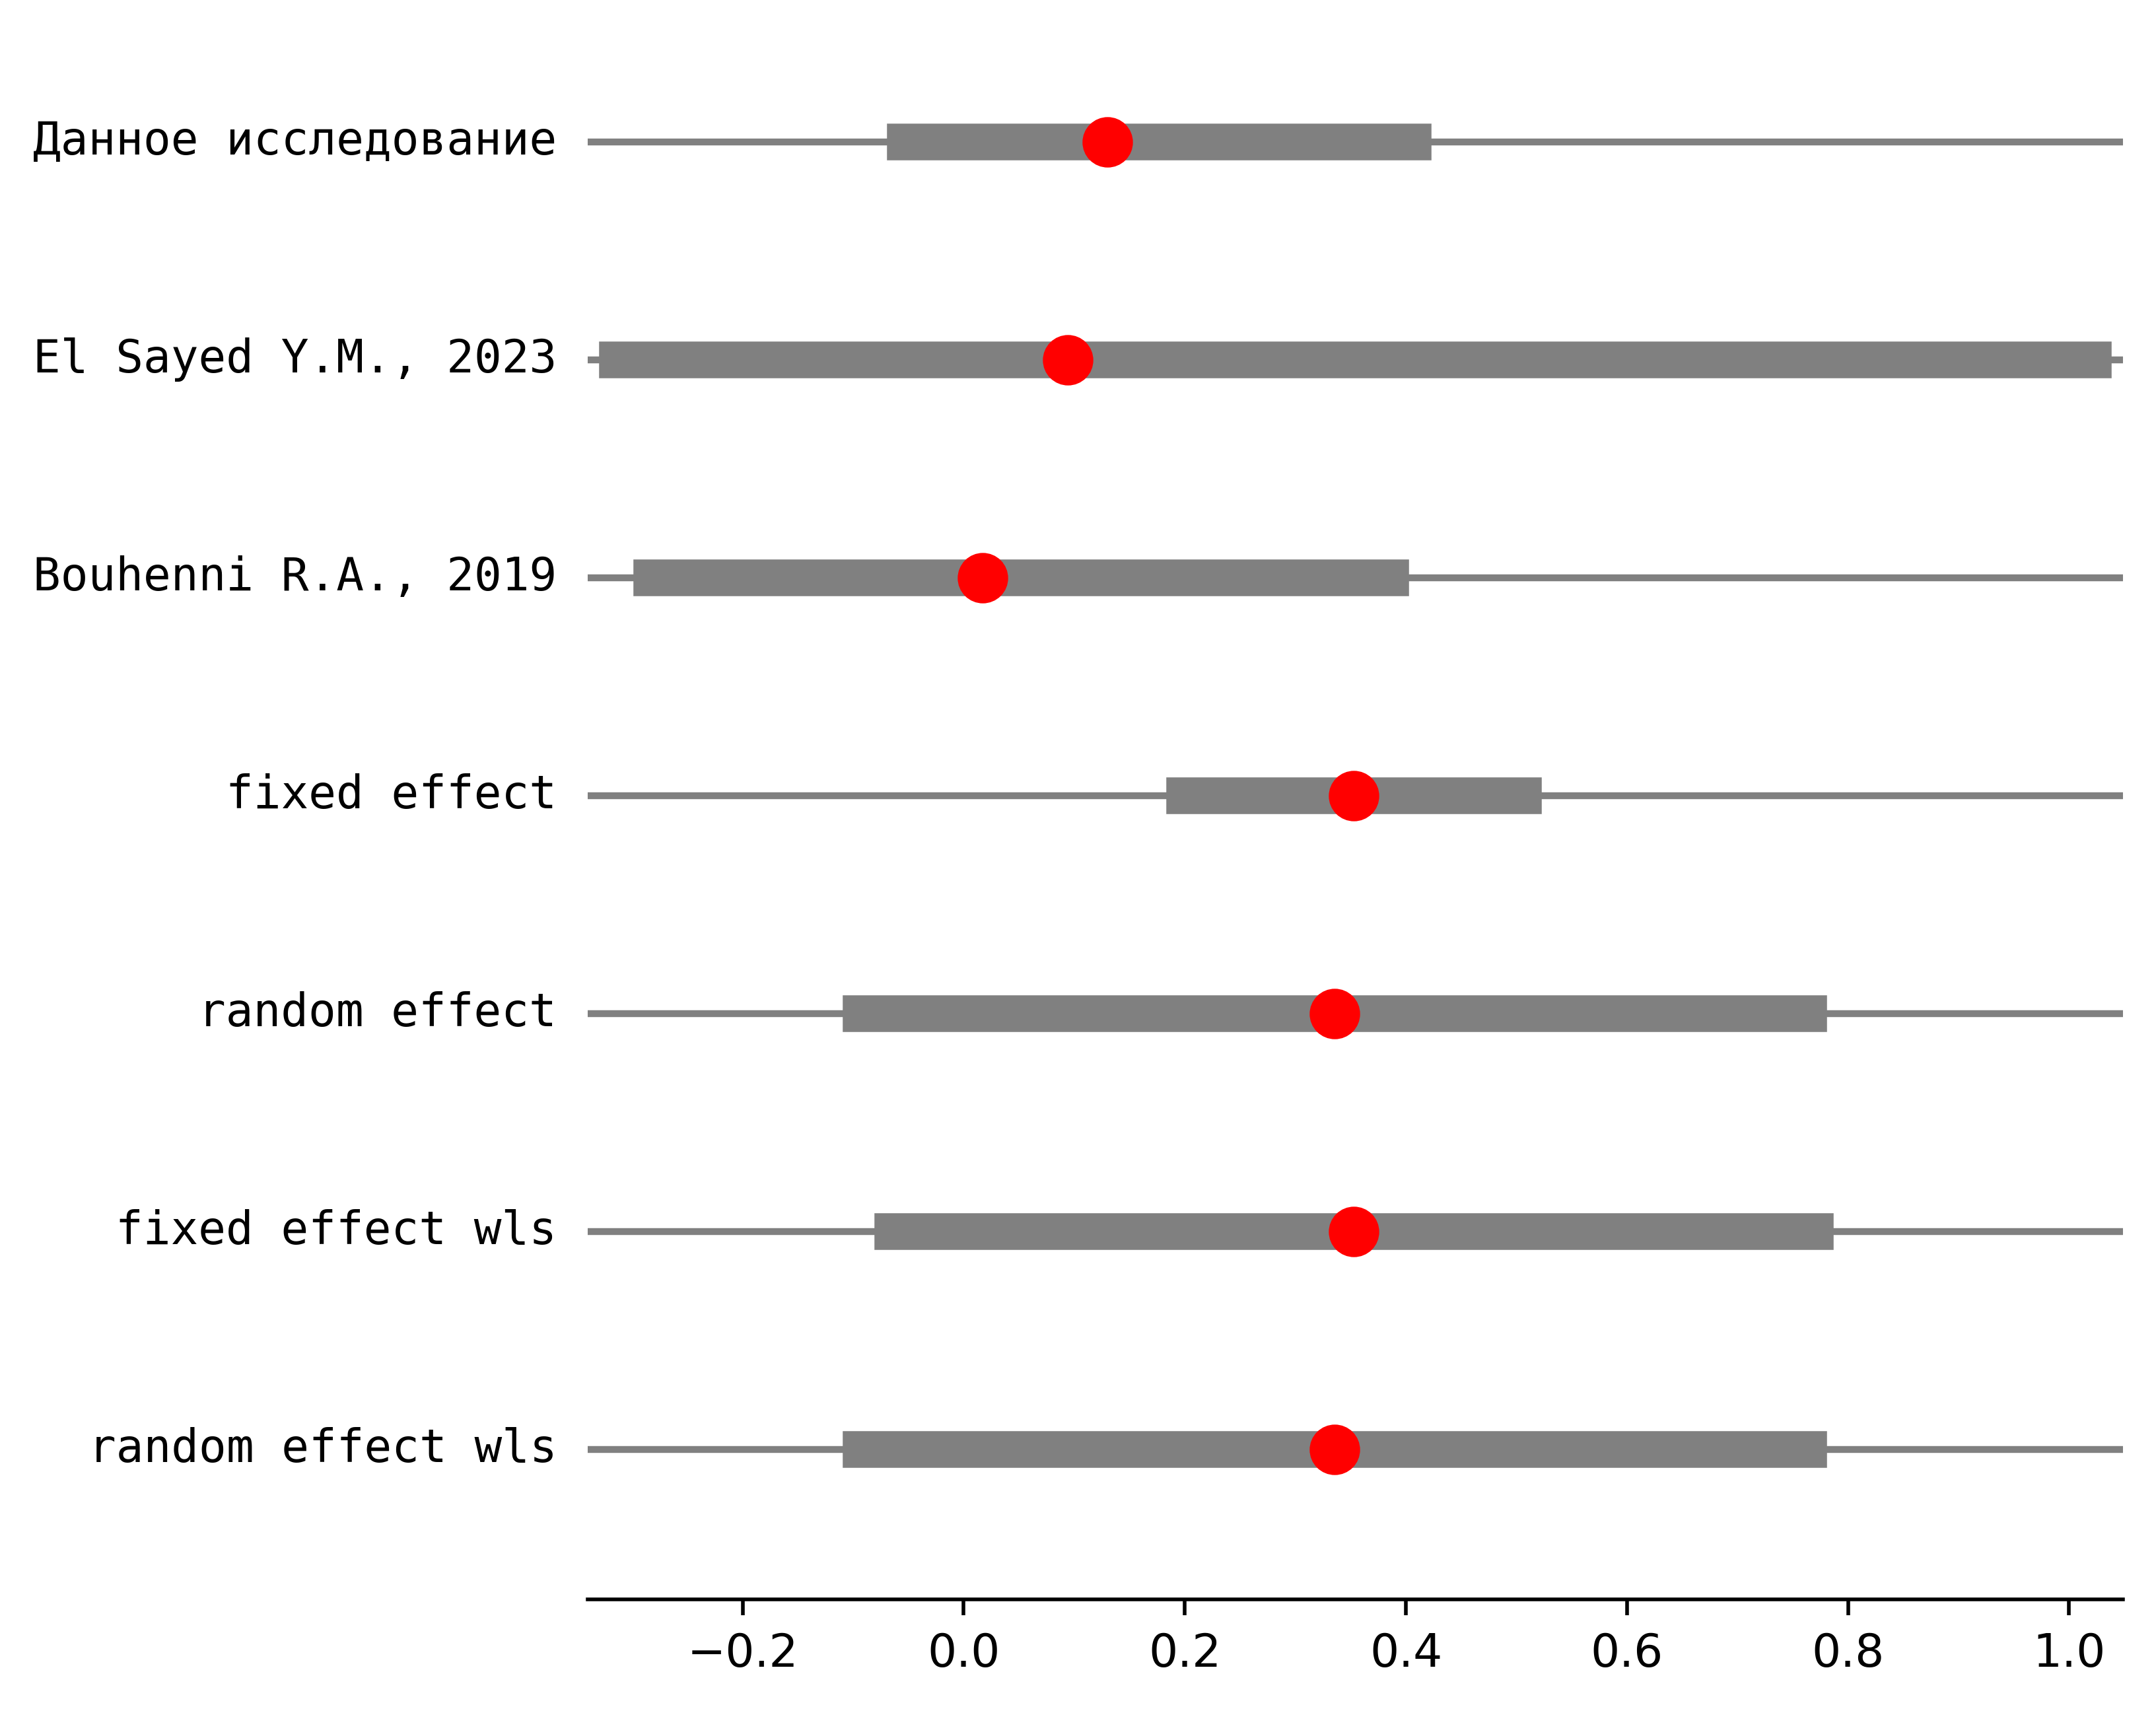 Данное исследование
El Sayed Y.M., 2023
Bouhenni R.A., 2019
fixed effect
random effect
fixed effect wls
random effect wls
−0.2 0.0 0.2 0.4 0.6 0.8 1.0